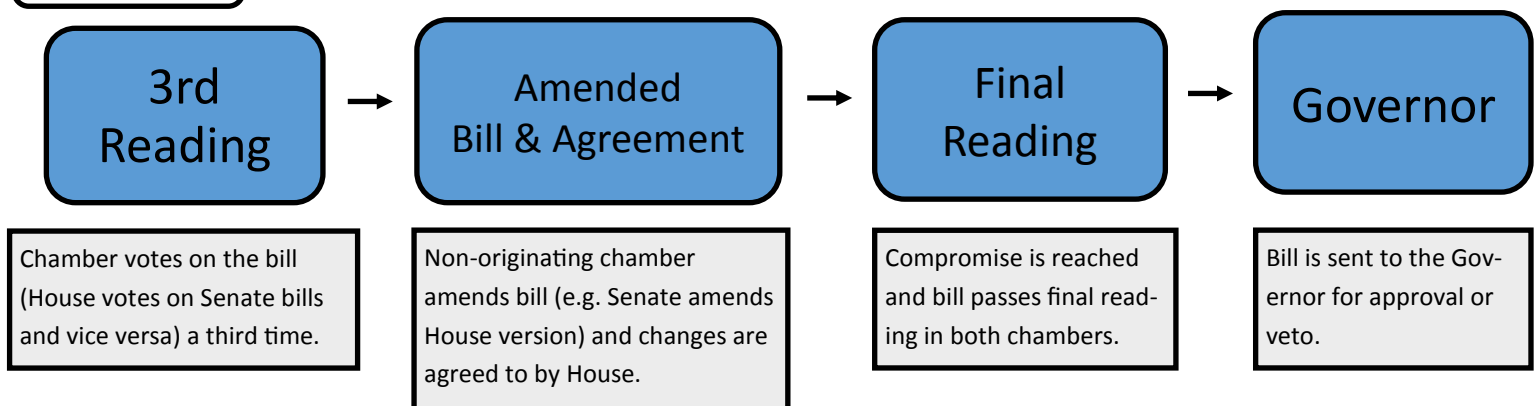 3rd
Reading
Amended
Bill & Agreement
Final
Reading
Governor
Chamber votes on the bill
(House votes on Senate bills
and vice versa) a third time.
Non-originating chamber
amends bill (e.g. Senate amends
House version) and changes are
agreed to by House.
Compromise is reached
and bill passes final read-
ing in both chambers.
Bill is sent to the Gov-
ernor for approval or
veto.